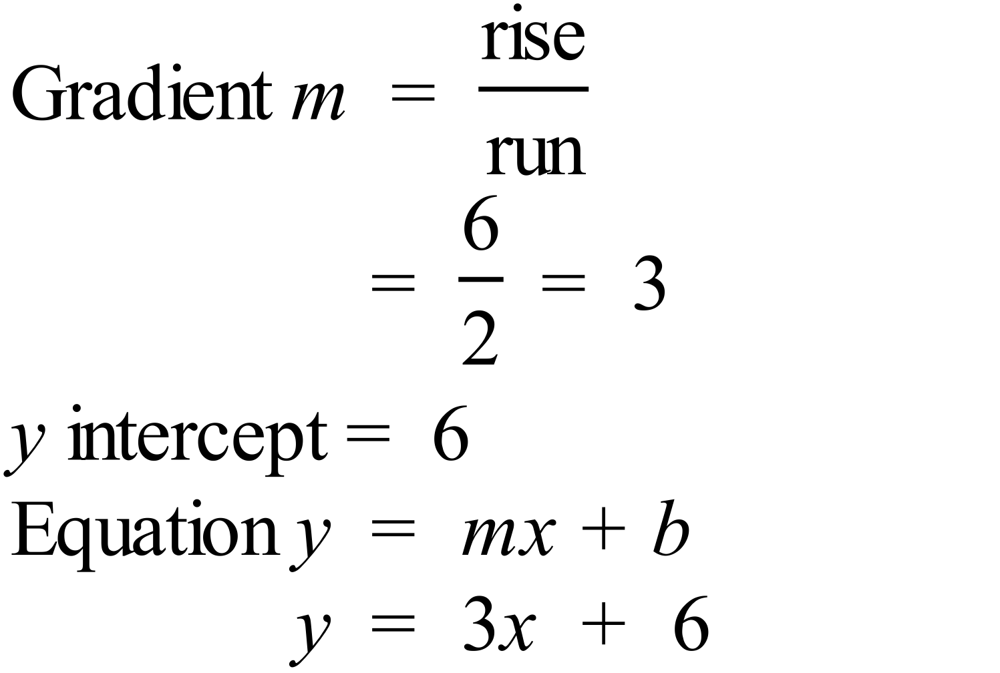 Gradient m = rise/run
= 6/2 = 3
y intercept = 6
Equation y = mx + b
y = 3x + 6